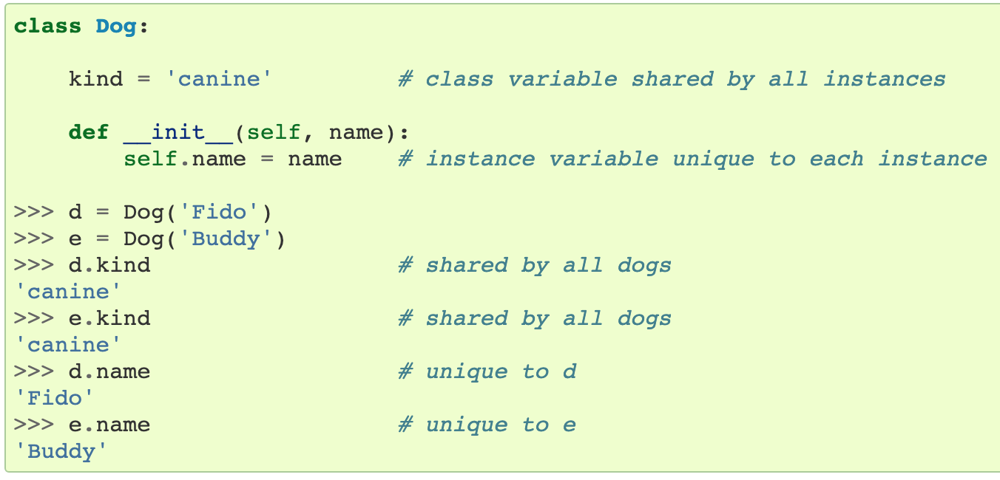 class Dog:
    kind = 'canine'         # class variable shared by all instances
    def __init__(self, name):
        self.name = name    # instance variable unique to each instance
>>> d = Dog('Fido')
>>> e = Dog('Buddy')
>>> d.kind                  # shared by all dogs
'canine'
>>> e.kind                  # shared by all dogs
'canine'
>>> d.name                  # unique to d
'Fido'
>>> e.name                  # unique to e
'Buddy'